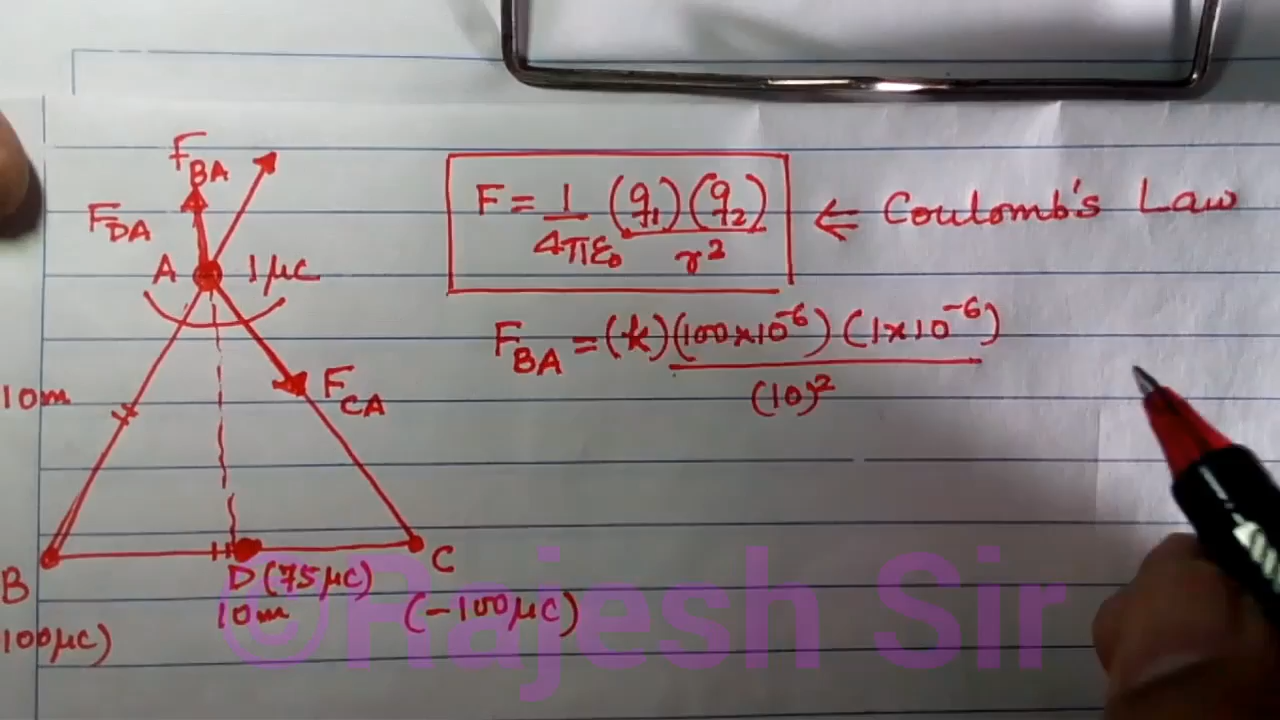 F_BA
F_DA
A 1μC
F = 1/4πε₀ (q₁)(q₂)/r² ⇐ Coulomb's Law
F_BA = (k)(100×10⁻⁶)(1×10⁻⁶)/(10)²
10m
F_CA
B
D (75μC)
C
10m
(-100μC)
100μC)
©Rajesh Sir